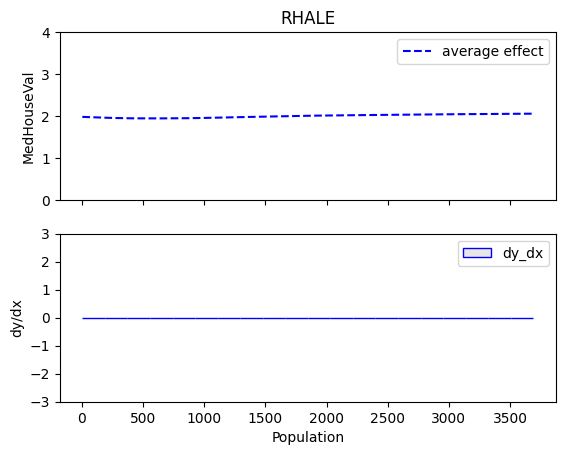 RHALE
average effect
MedHouseVal
4
3
2
1
0
dy_dx
dy/dx
3
2
1
0
−1
−2
−3
0 500 1000 1500 2000 2500 3000 3500
Population